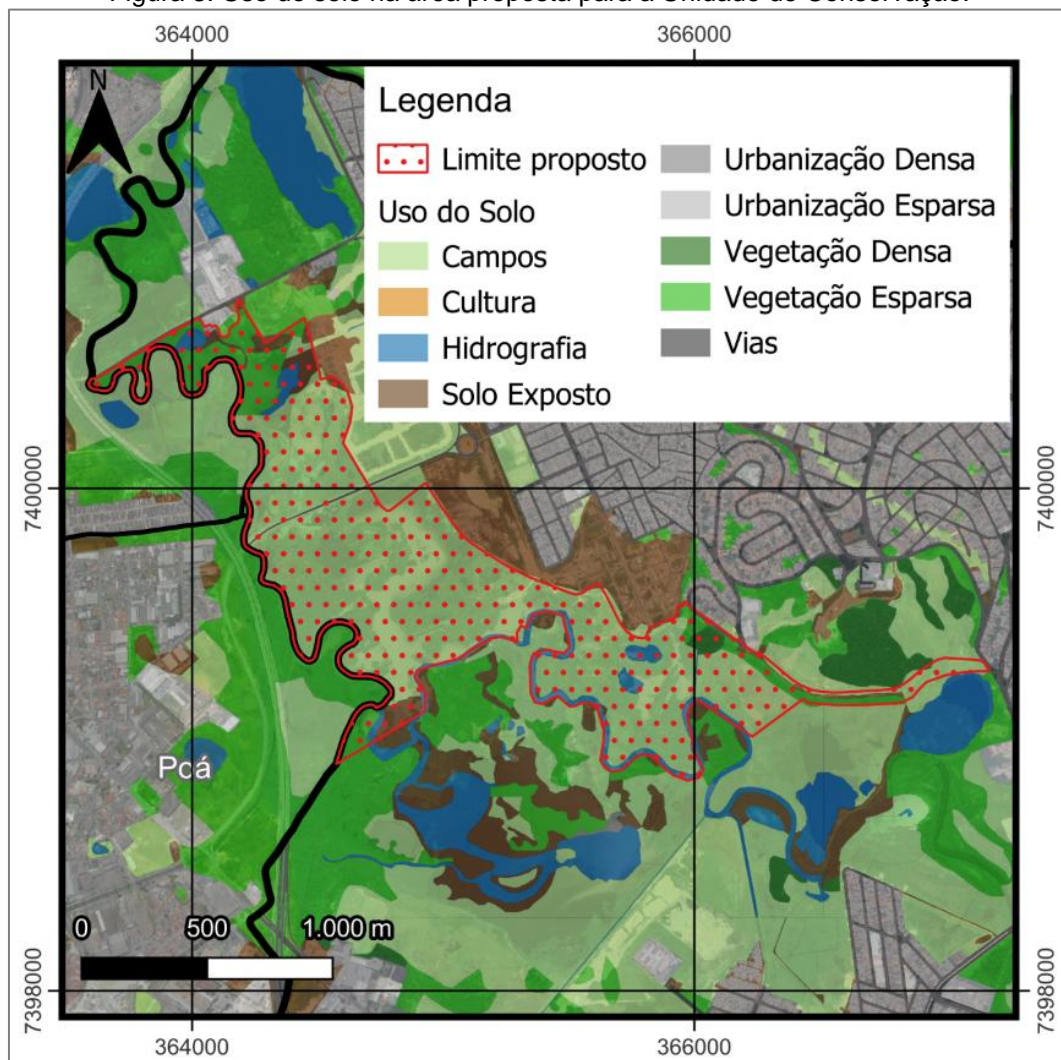 Figura 3. Uso do solo na área proposta para a Unidade de Conservação.
364000 366000
N
Legenda
Limite proposto
Uso do Solo
Campos
Cultura
Hidrografia
Solo Exposto
Urbanização Densa
Urbanização Esparsa
Vegetação Densa
Vegetação Esparsa
Vias
7400000 7400000
Poá
0 500 1.000 m
7398000 7398000
364000 366000